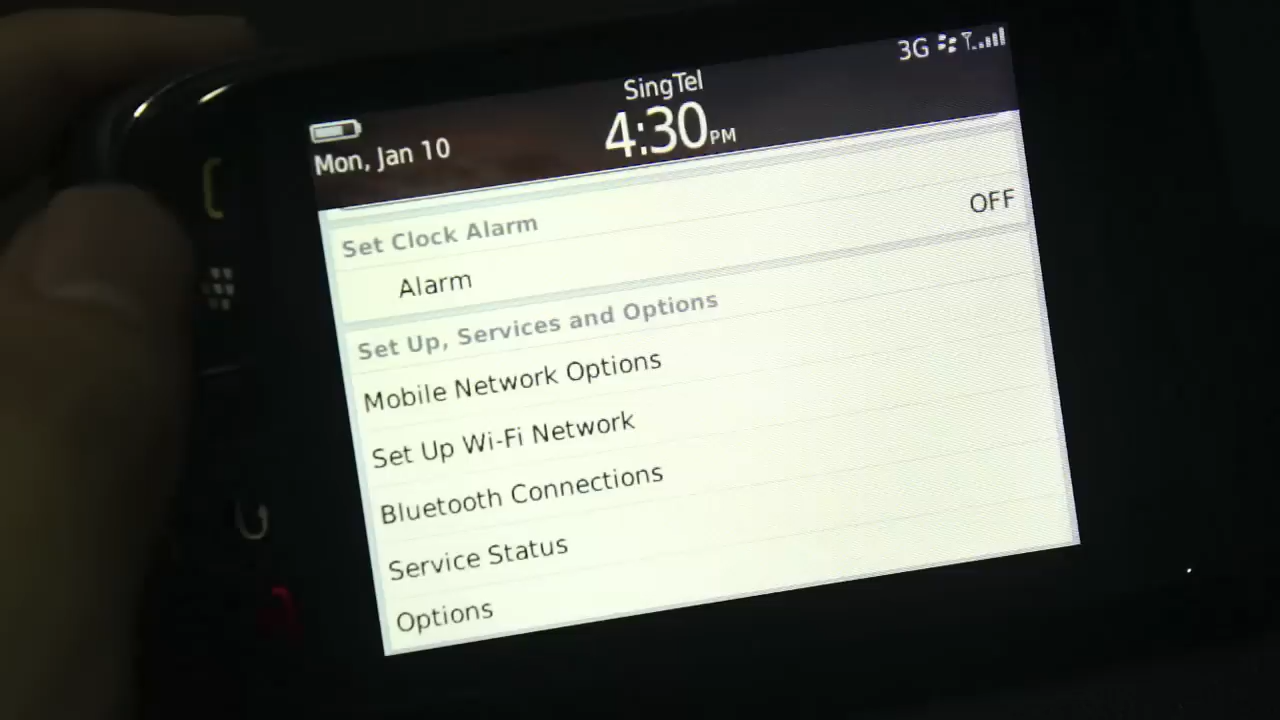 3G
SingTel
4:30PM
Mon, Jan 10
Set Clock Alarm
Alarm OFF
Set Up, Services and Options
Mobile Network Options
Set Up Wi-Fi Network
Bluetooth Connections
Service Status
Options